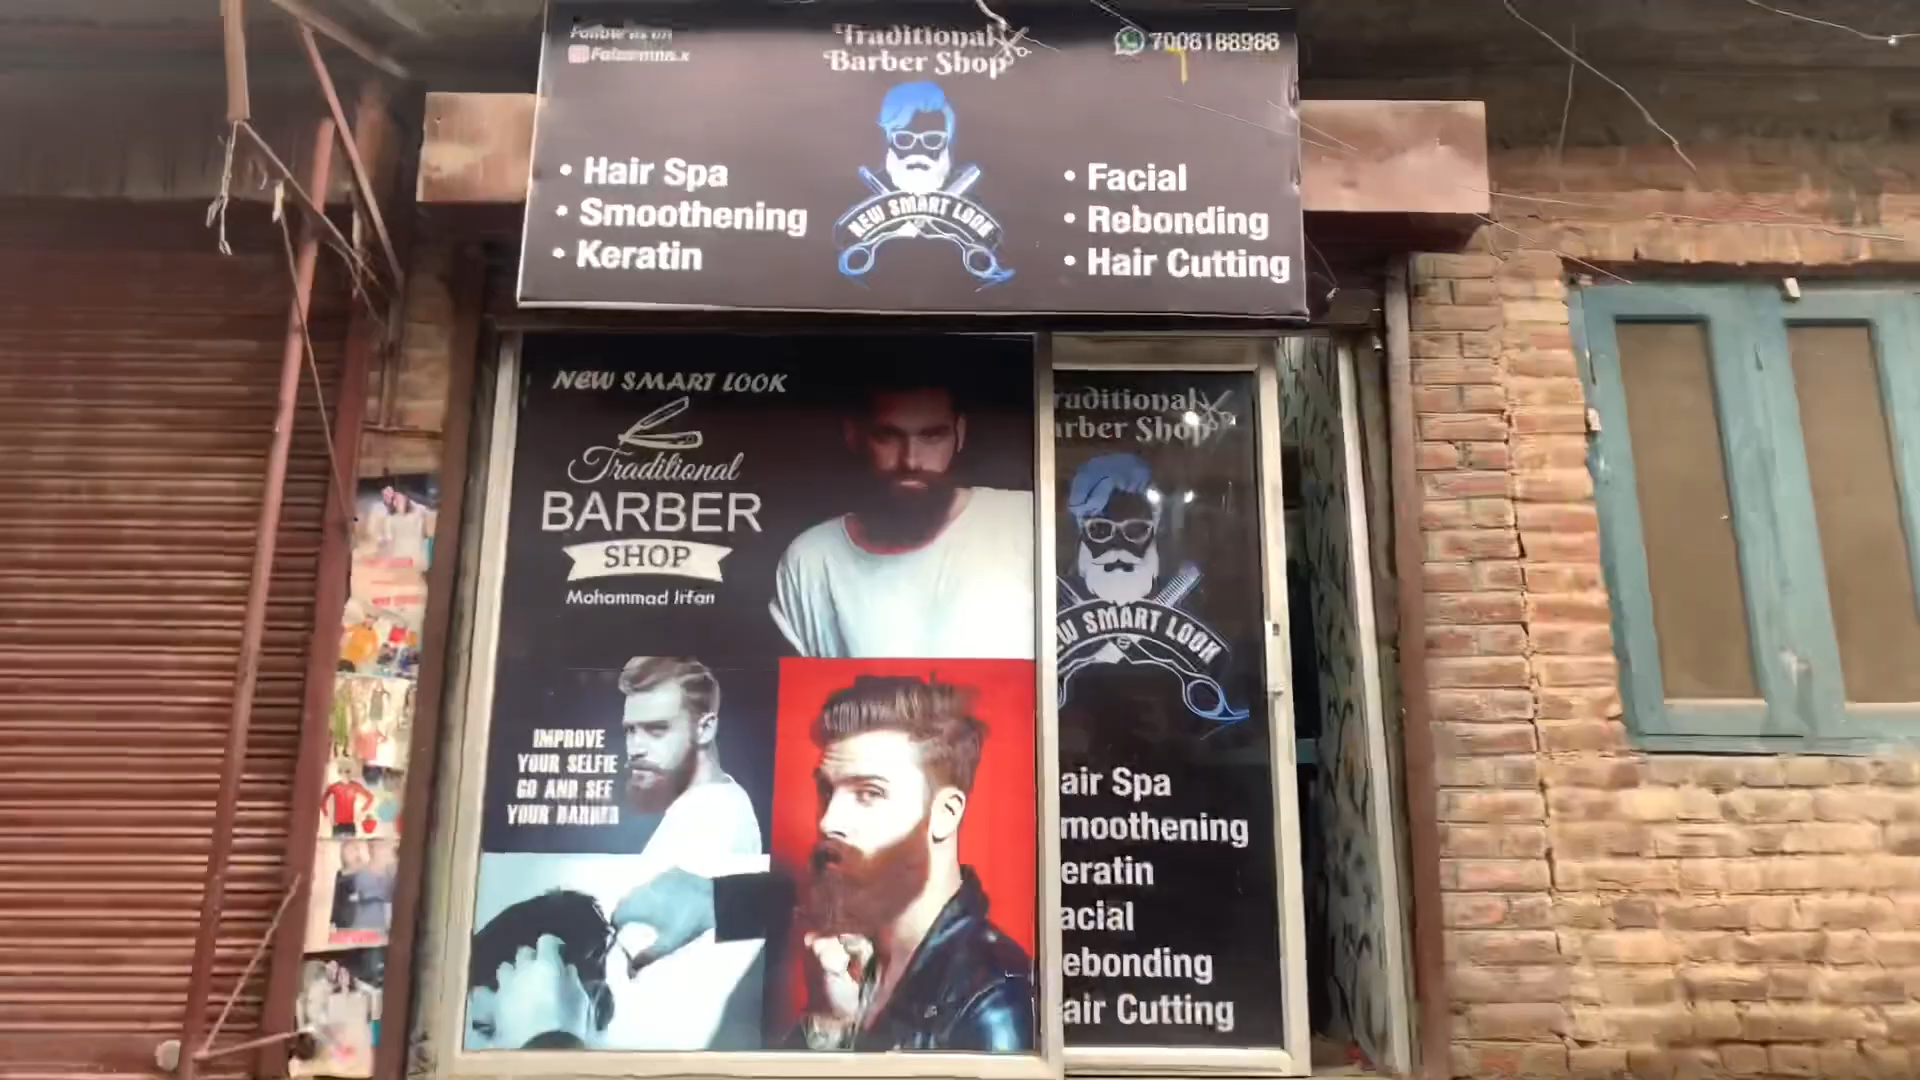 Traditional
Barber Shop
• Hair Spa
• Smoothening
• Keratin
NEW SMART LOOK
• Facial
• Rebonding
• Hair Cutting
NEW SMART LOOK
Traditional
BARBER
SHOP
Mohammad Irfan
IMPROVE
YOUR SELFIE
GO AND SEE
YOUR BARBER
raditional
arber Shop
EW SMART LOOK
air Spa
moothening
eratin
acial
ebonding
air Cutting